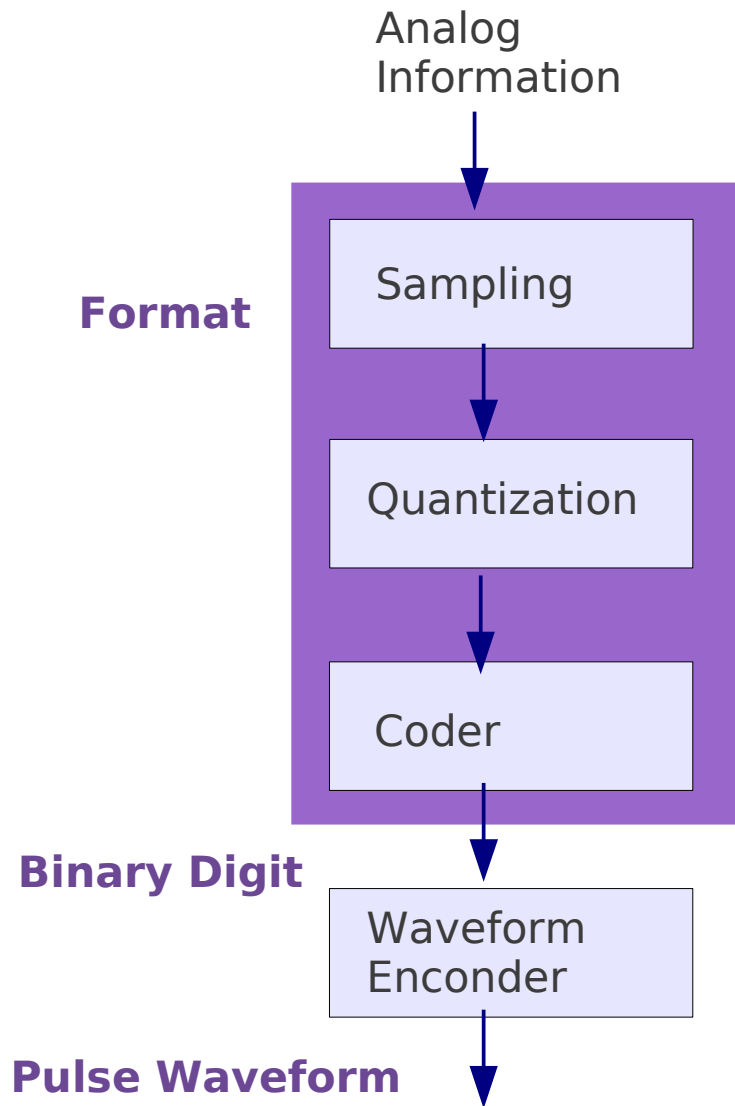 Analog
Information
Sampling
Format
Quantization
Coder
Binary Digit
Waveform
Enconder
Pulse Waveform